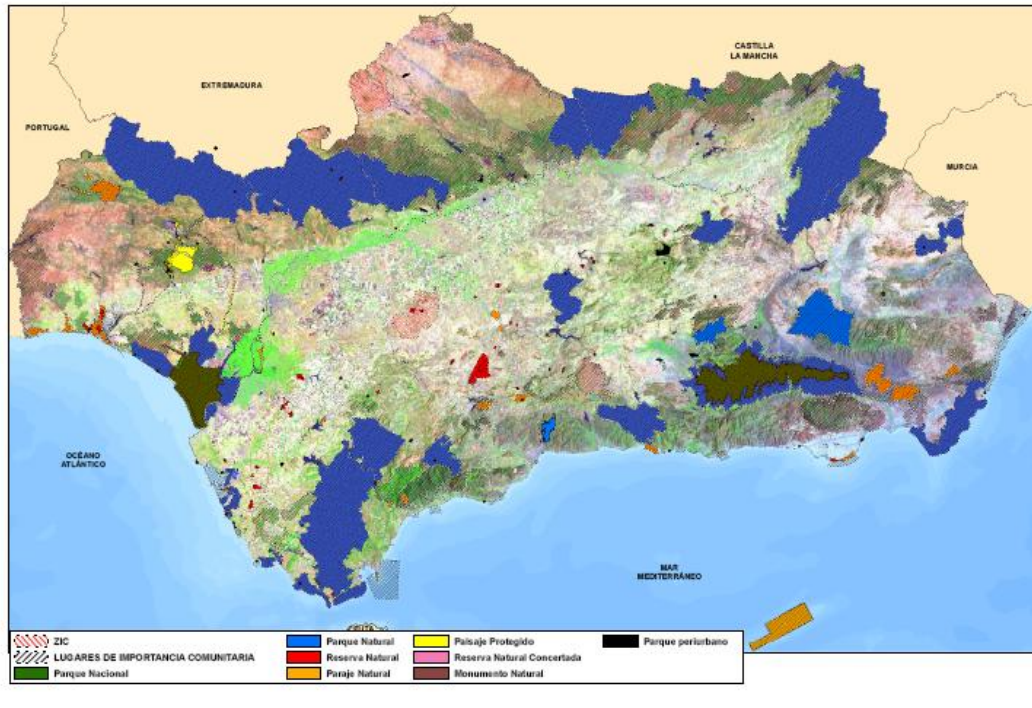 CASTILLA
LA MANCHA
EXTREMADURA
PORTUGAL
MURCIA
OCÉANO
ATLÁNTICO
MAR
MEDITERRÁNEO
ZIC
LUGARES DE IMPORTANCIA COMUNITARIA
Parque Nacional
Parque Natural
Reserva Natural
Paraje Natural
Paisaje Protegido
Reserva Natural Concertada
Monumento Natural
Parque periurbano